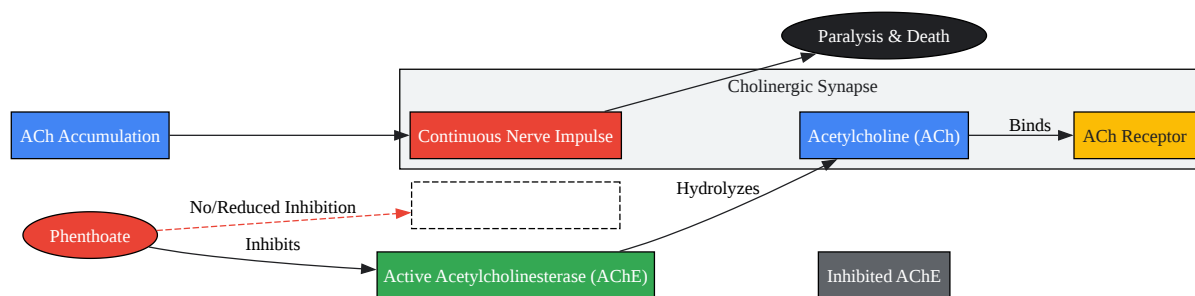 Paralysis & Death
Cholinergic Synapse
ACh Accumulation
Continuous Nerve Impulse
Acetylcholine (ACh)
Binds
ACh Receptor
No/Reduced Inhibition
Hydrolyzes
Phenthoate
Inhibits
Active Acetylcholinesterase (AChE)
Inhibited AChE